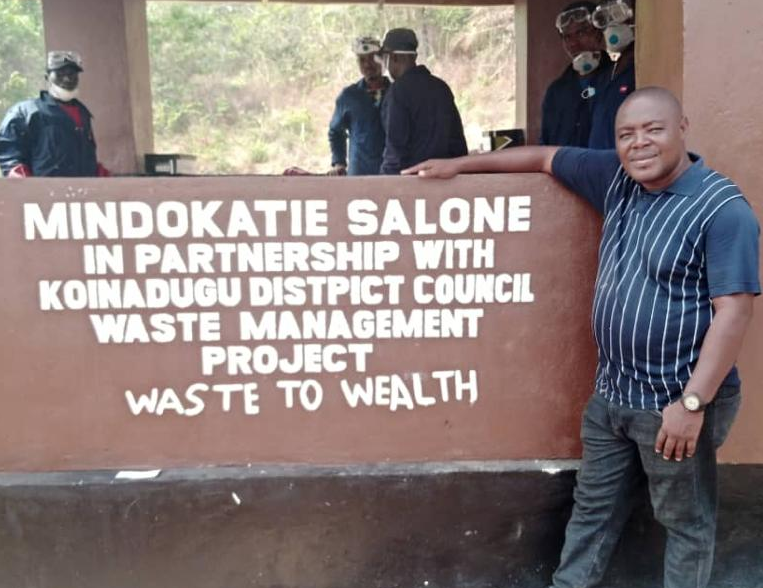 MINDOKATIE SALONE
IN PARTNERSHIP WITH
KOINADUGU DISTPICT COUNCIL
WASTE MANAGEMENT
PROJECT
WASTE TO WEALTH